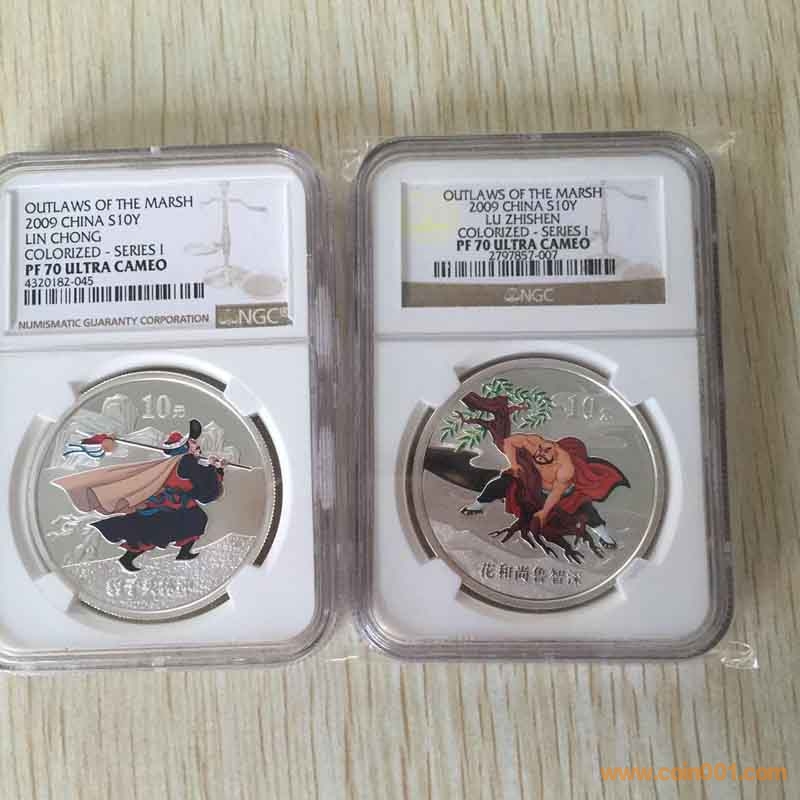 OUTLAWS OF THE MARSH
2009 CHINA S10Y
LIN CHONG
COLORIZED - SERIES I
PF 70 ULTRA CAMEO
4320182-045
NUMISMATIC GUARANTY CORPORATION
NGC
10元
OUTLAWS OF THE MARSH
2009 CHINA S10Y
LU ZHISHEN
COLORIZED - SERIES I
PF 70 ULTRA CAMEO
2797857-007
NGC
10元
花和尚鲁智深
www.coin001.com